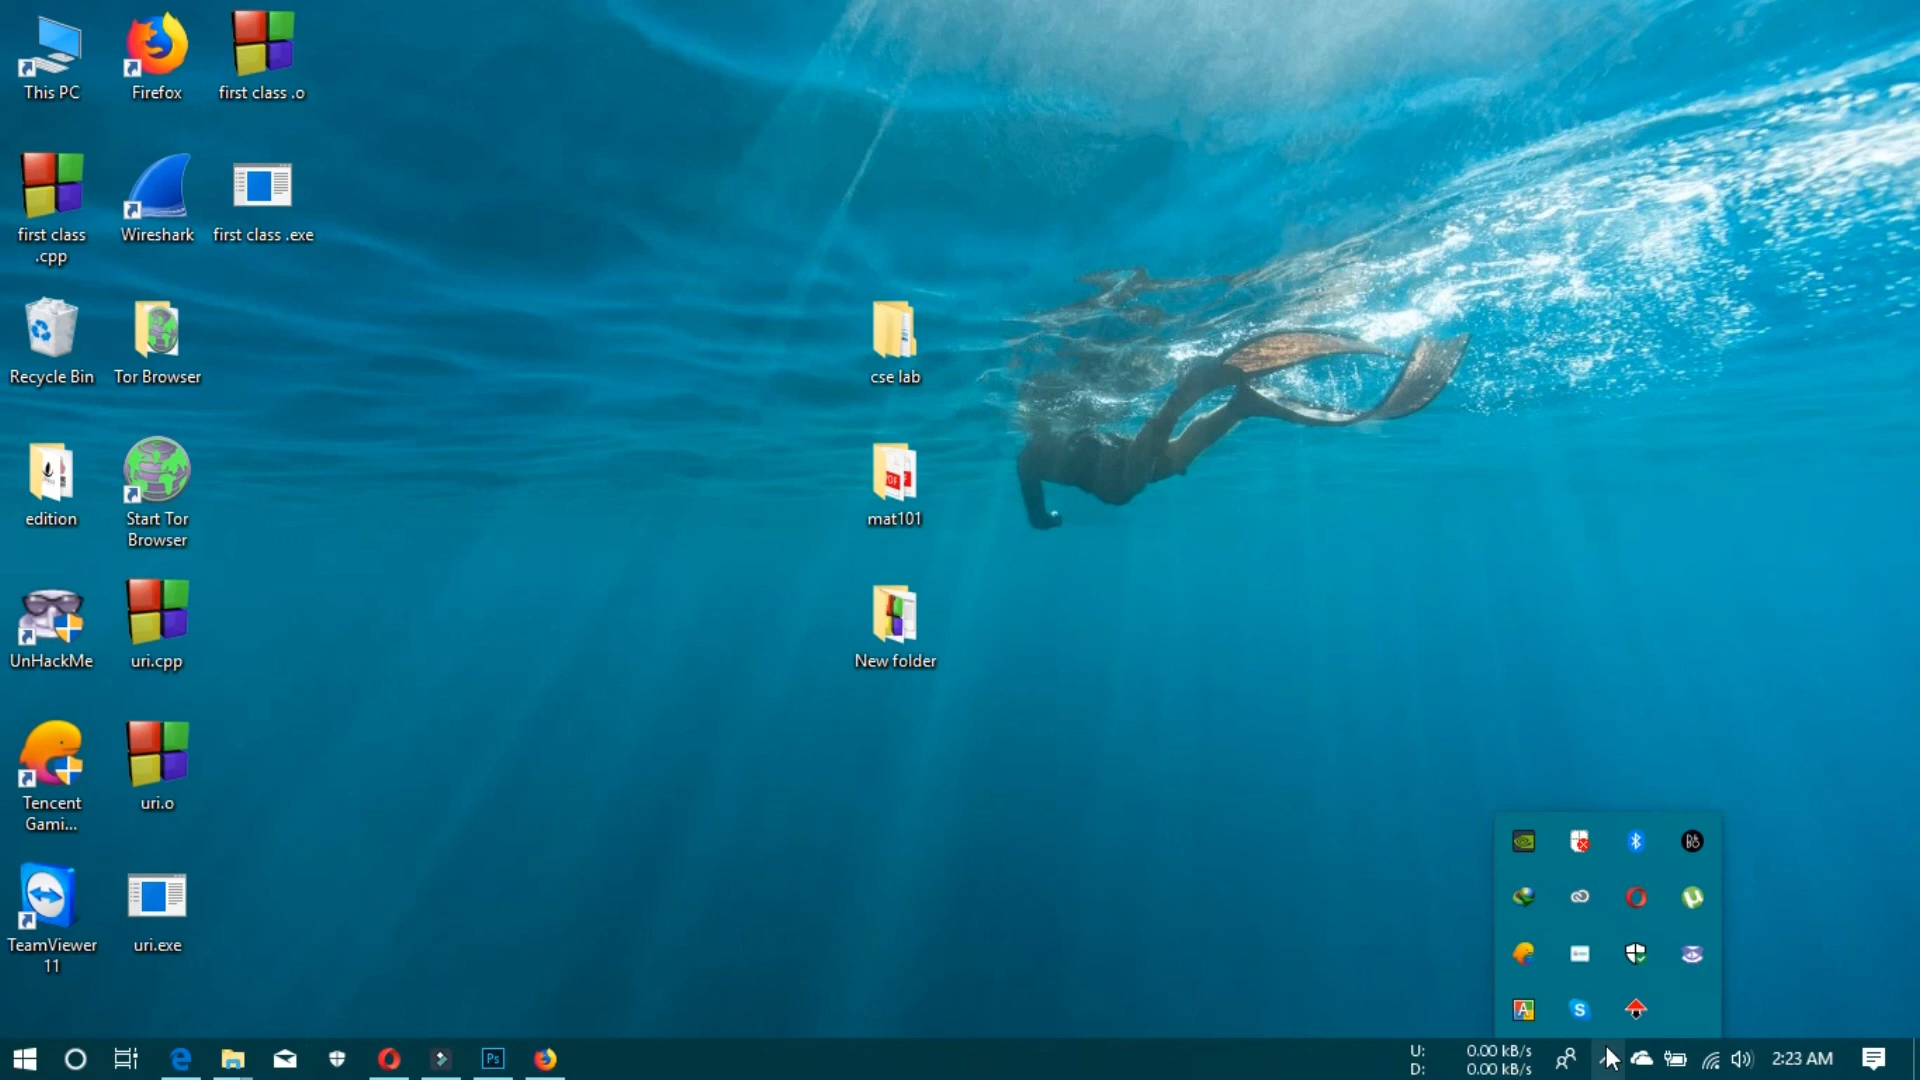 This PC
Firefox
first class .o
first class
.cpp
Wireshark
first class .exe
Recycle Bin
Tor Browser
cse lab
edition
Start Tor
Browser
mat101
UnHackMe
uri.cpp
New folder
Tencent
Gami...
uri.o
TeamViewer
11
uri.exe
Ps
U: 0.00 kB/s
D: 0.00 kB/s
2:23 AM